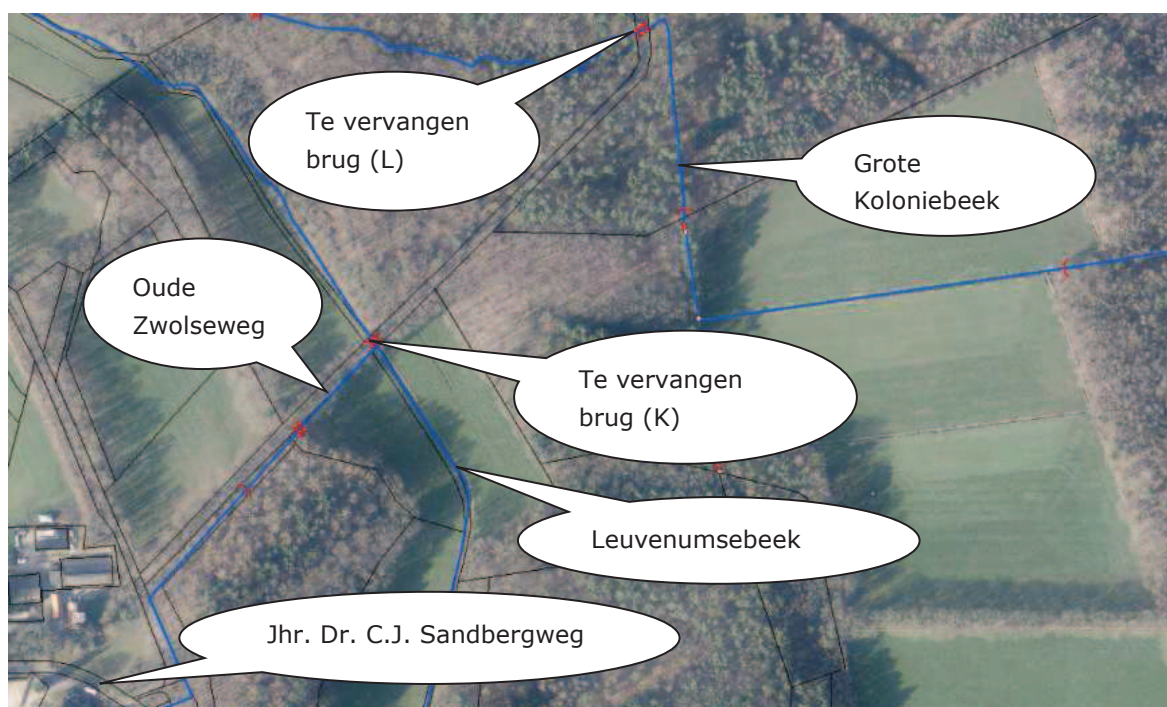 Te vervangen
brug (L)
Grote
Koloniebeek
Oude
Zwolseweg
Te vervangen
brug (K)
Leuvenumsebeek
Jhr. Dr. C.J. Sandbergweg